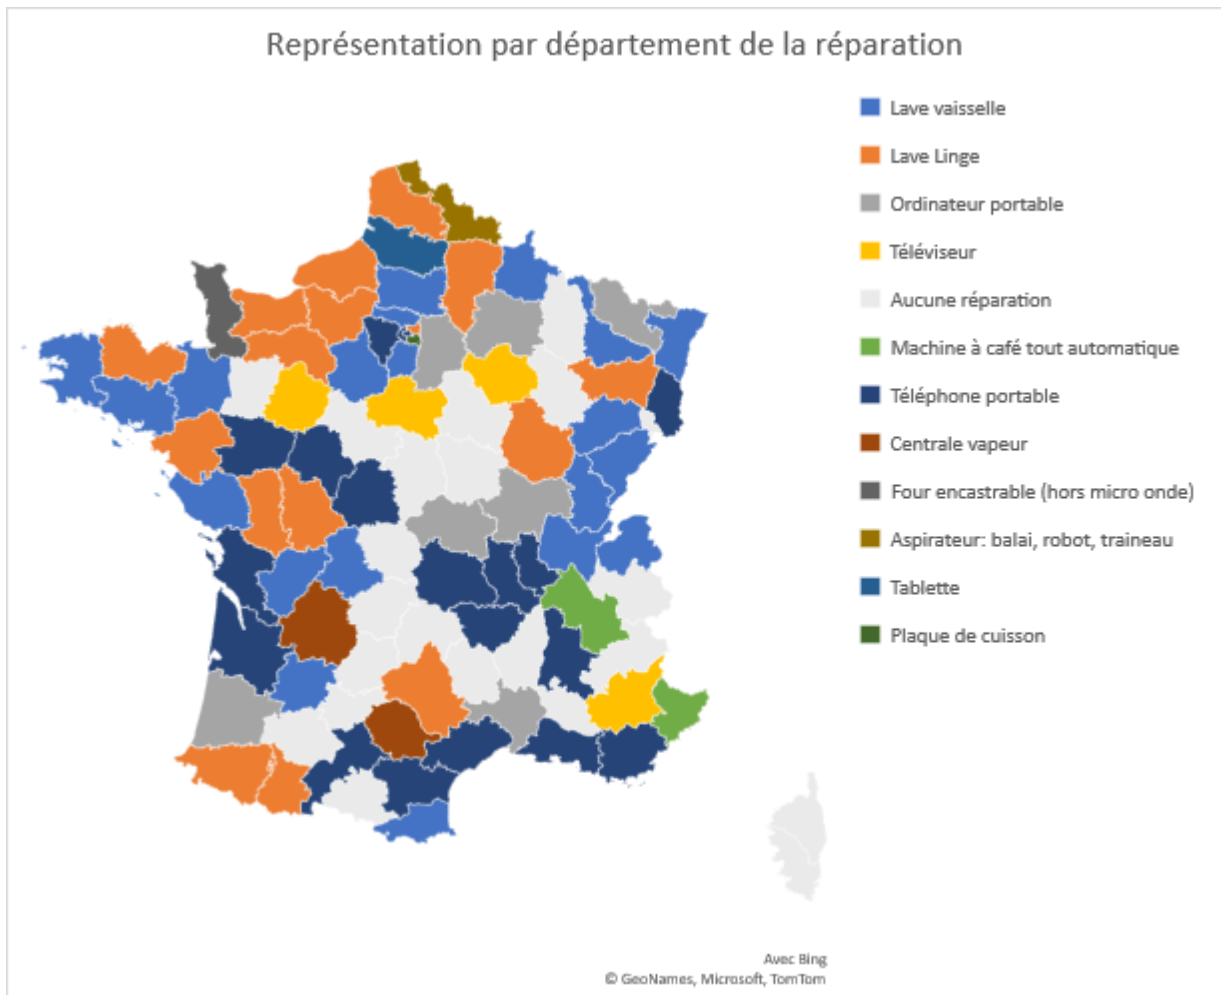 Représentation par département de la réparation
Lave vaisselle
Lave Linge
Ordinateur portable
Téléviseur
Aucune réparation
Machine à café tout automatique
Téléphone portable
Centrale vapeur
Four encastrable (hors micro onde)
Aspirateur: balai, robot, traineau
Tablette
Plaque de cuisson
Avec Bing
© GeoNames, Microsoft, TomTom